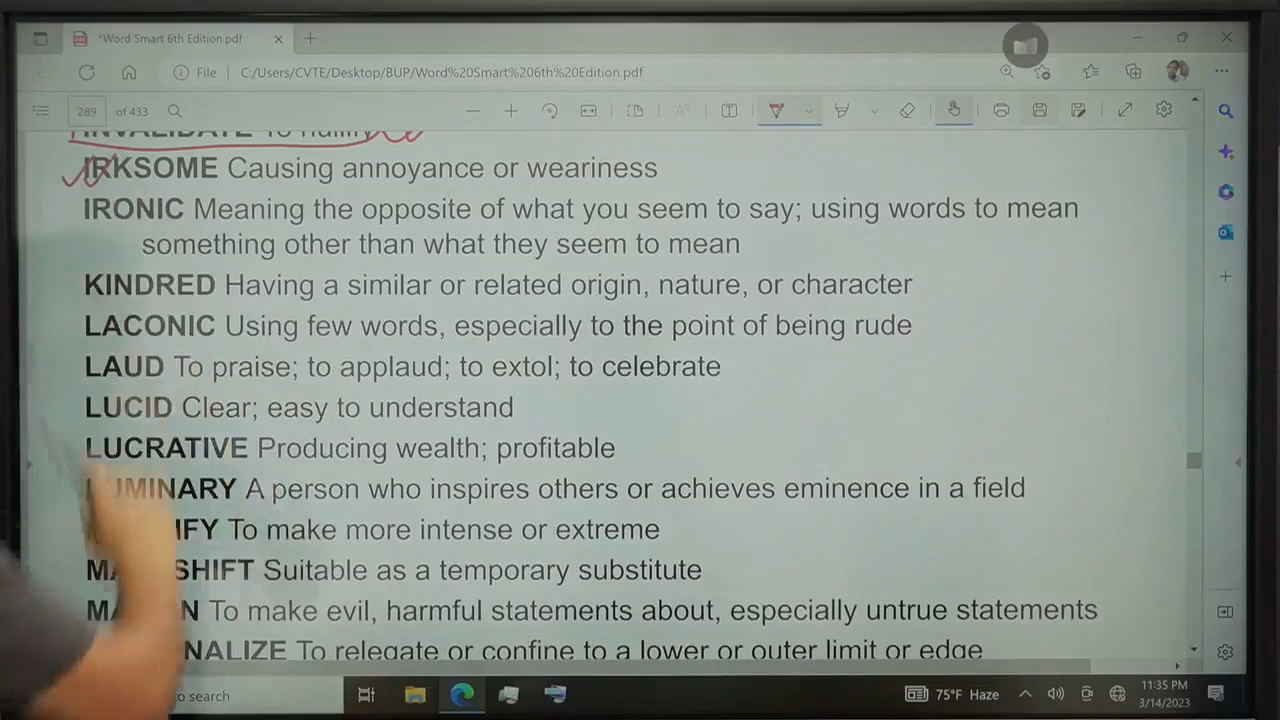 *Word Smart 6th Edition.pdf
File C:/Users/CVTE/Desktop/BUP/Word%20Smart%206th%20Edition.pdf
289 of 433
INVALIDATE To nullify
IRKSOME Causing annoyance or weariness
IRONIC Meaning the opposite of what you seem to say; using words to mean
something other than what they seem to mean
KINDRED Having a similar or related origin, nature, or character
LACONIC Using few words, especially to the point of being rude
LAUD To praise; to applaud; to extol; to celebrate
LUCID Clear; easy to understand
LUCRATIVE Producing wealth; profitable
LUMINARY A person who inspires others or achieves eminence in a field
IFY To make more intense or extreme
SHIFT Suitable as a temporary substitute
To make evil, harmful statements about, especially untrue statements
NALIZE To relegate or confine to a lower or outer limit or edge
to search
75°F Haze
11:35 PM
3/14/2023